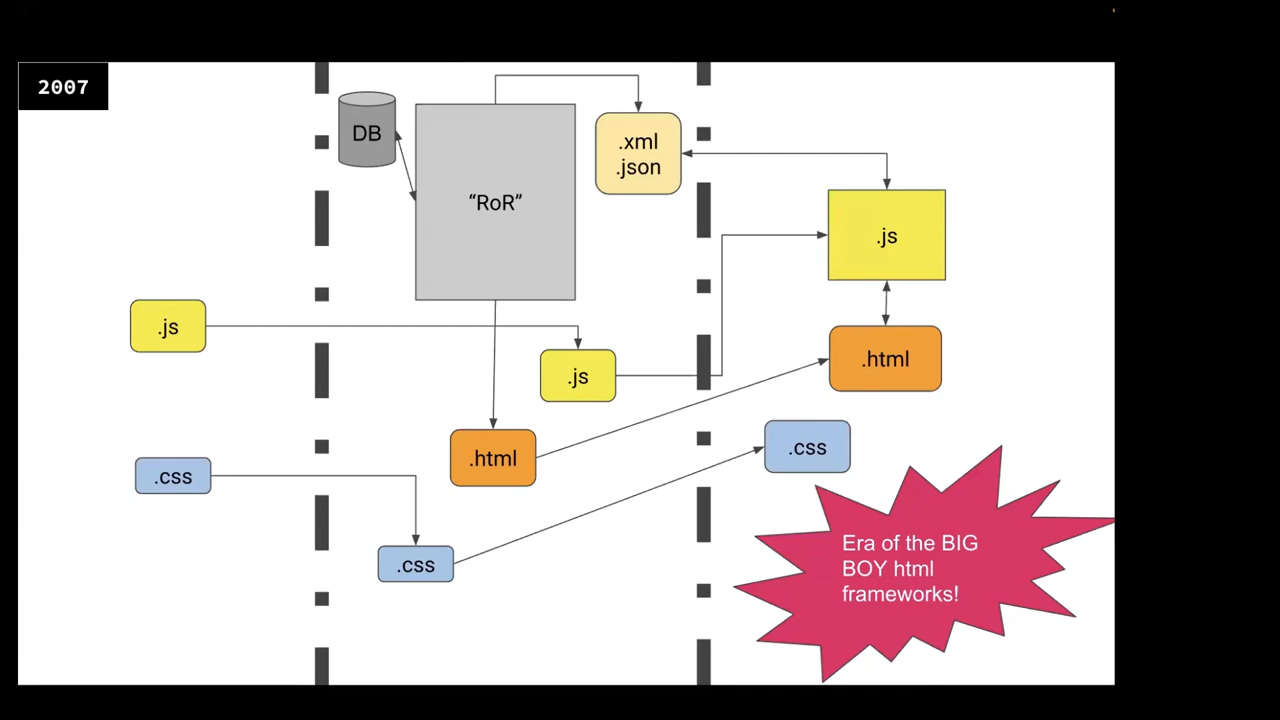 2007
DB
“RoR”
.xml
.json
.js
.js
.js
.html
.html
.css
.css
.css
Era of the BIG
BOY html
frameworks!